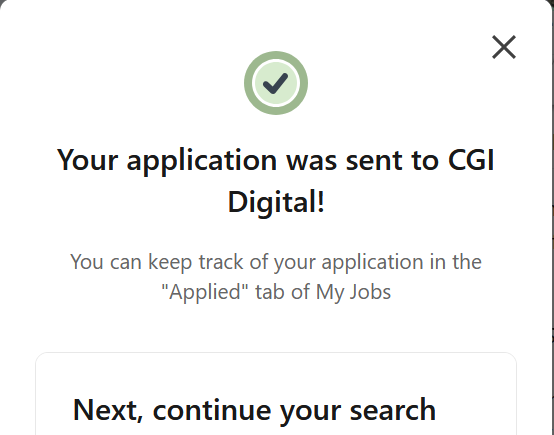 Your application was sent to CGI
Digital!
You can keep track of your application in the
"Applied" tab of My Jobs
Next, continue your search